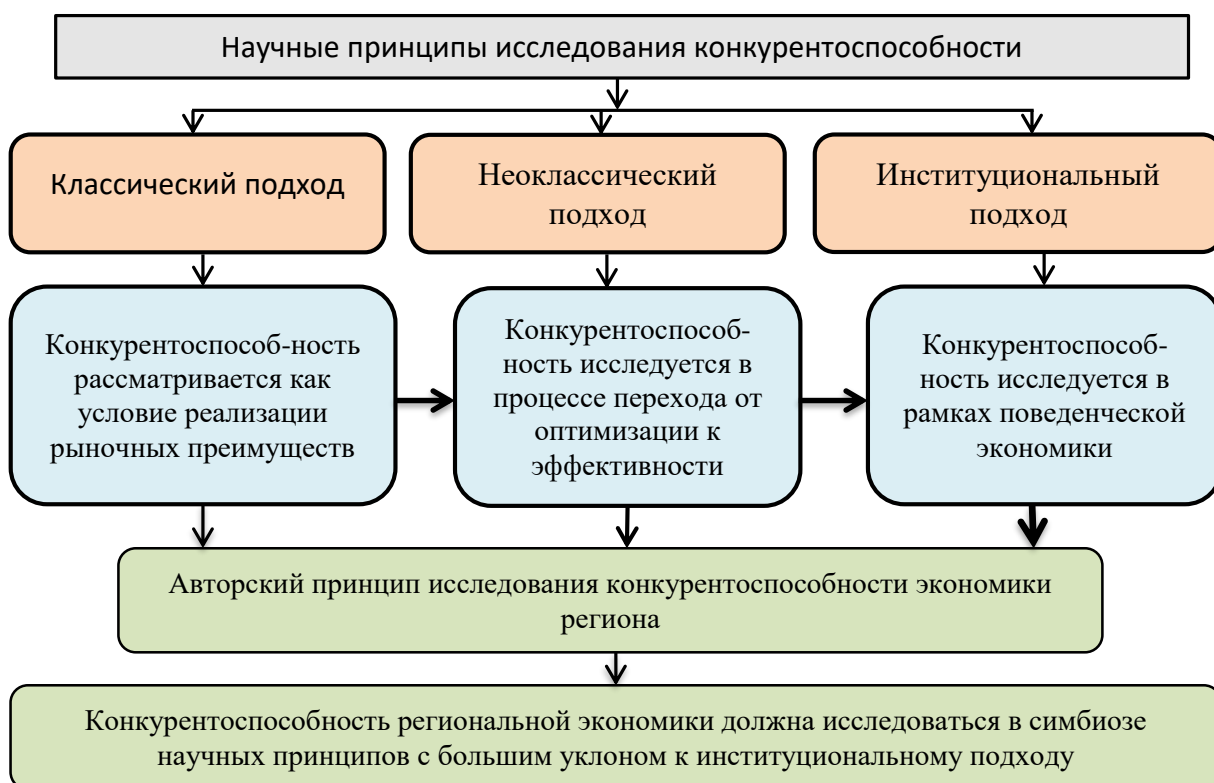 Научные принципы исследования конкурентоспособности
Классический подход
Неоклассический
подход
Институциональный
подход
Конкурентоспособ-ность
рассматривается как
условие реализации
рыночных преимуществ
Конкурентоспособ-
ность исследуется в
процессе перехода от
оптимизации к
эффективности
Конкурентоспособ-
ность исследуется в
рамках поведенческой
экономики
Авторский принцип исследования конкурентоспособности экономики
региона
Конкурентоспособность региональной экономики должна исследоваться в симбиозе
научных принципов с большим уклоном к институциональному подходу